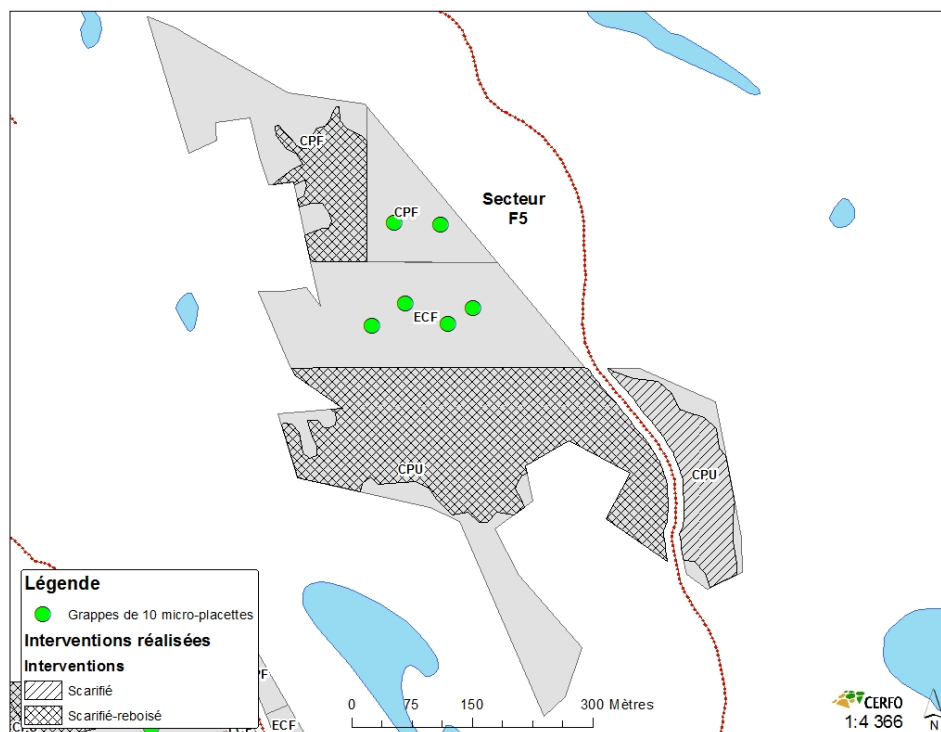 CPF
Secteur
F5
CPF
ECF
CPU
CPU
Légende
Grappes de 10 micro-placettes
Interventions réalisées
Interventions
Scarifié
Scarifié-reboisé
ECF
0 75 150 300 Mètres
CERFO
1:4 366
N